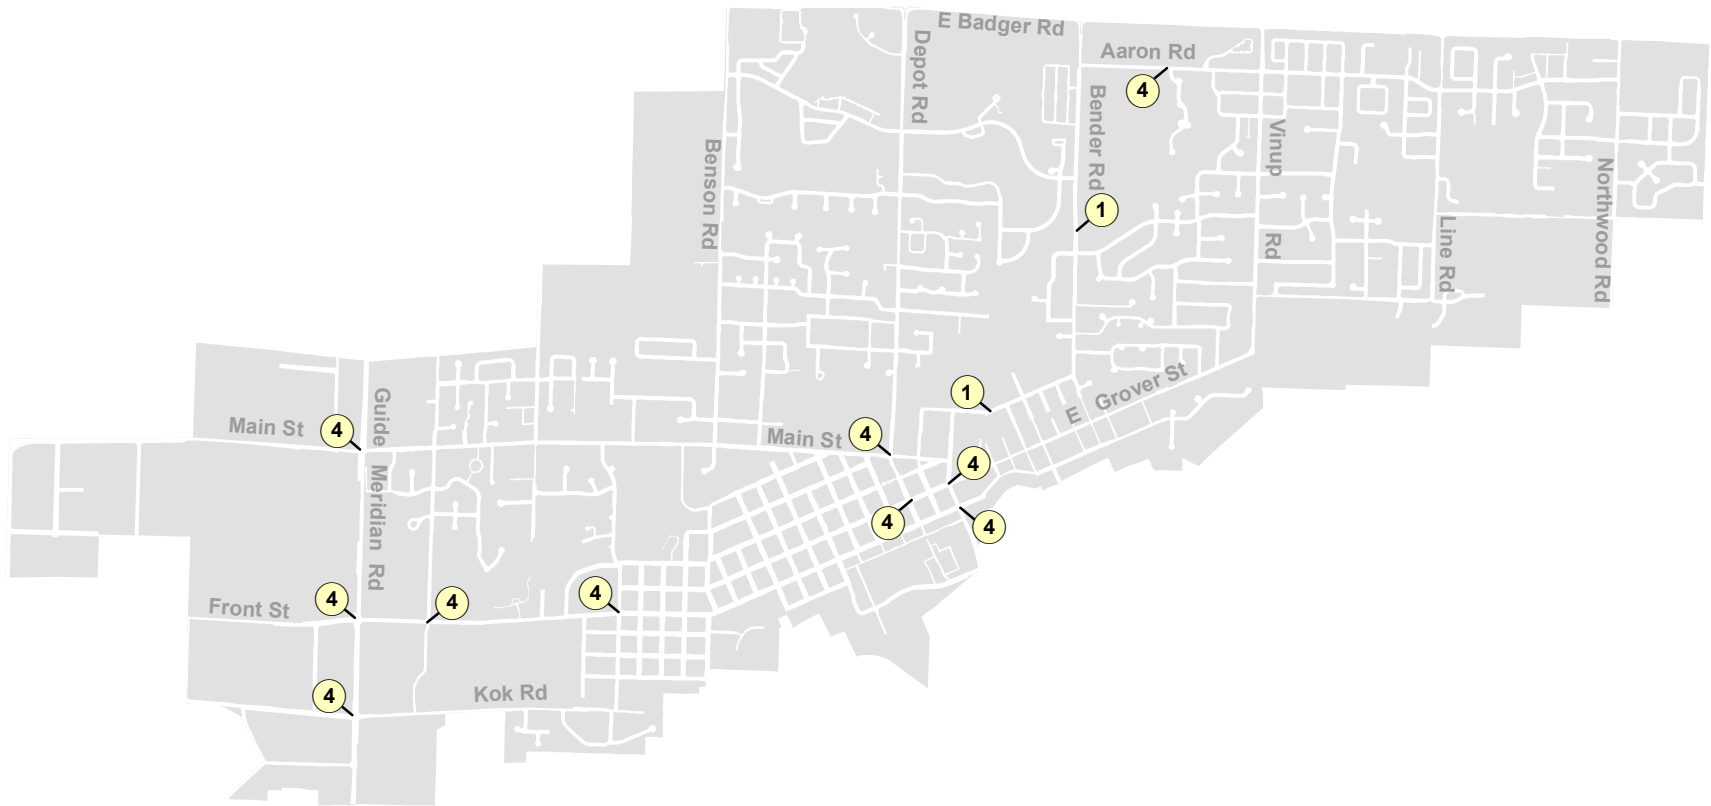 E Badger Rd
Depot Rd
Aaron Rd
4
Bender Rd
Vinup
Rd
Benson Rd
Northwood Rd
1
Line Rd
1
E Grover St
Guide
Meridian Rd
Main St
4
Main St
4
4
4
4
Front St
4
4
4
Kok Rd
4